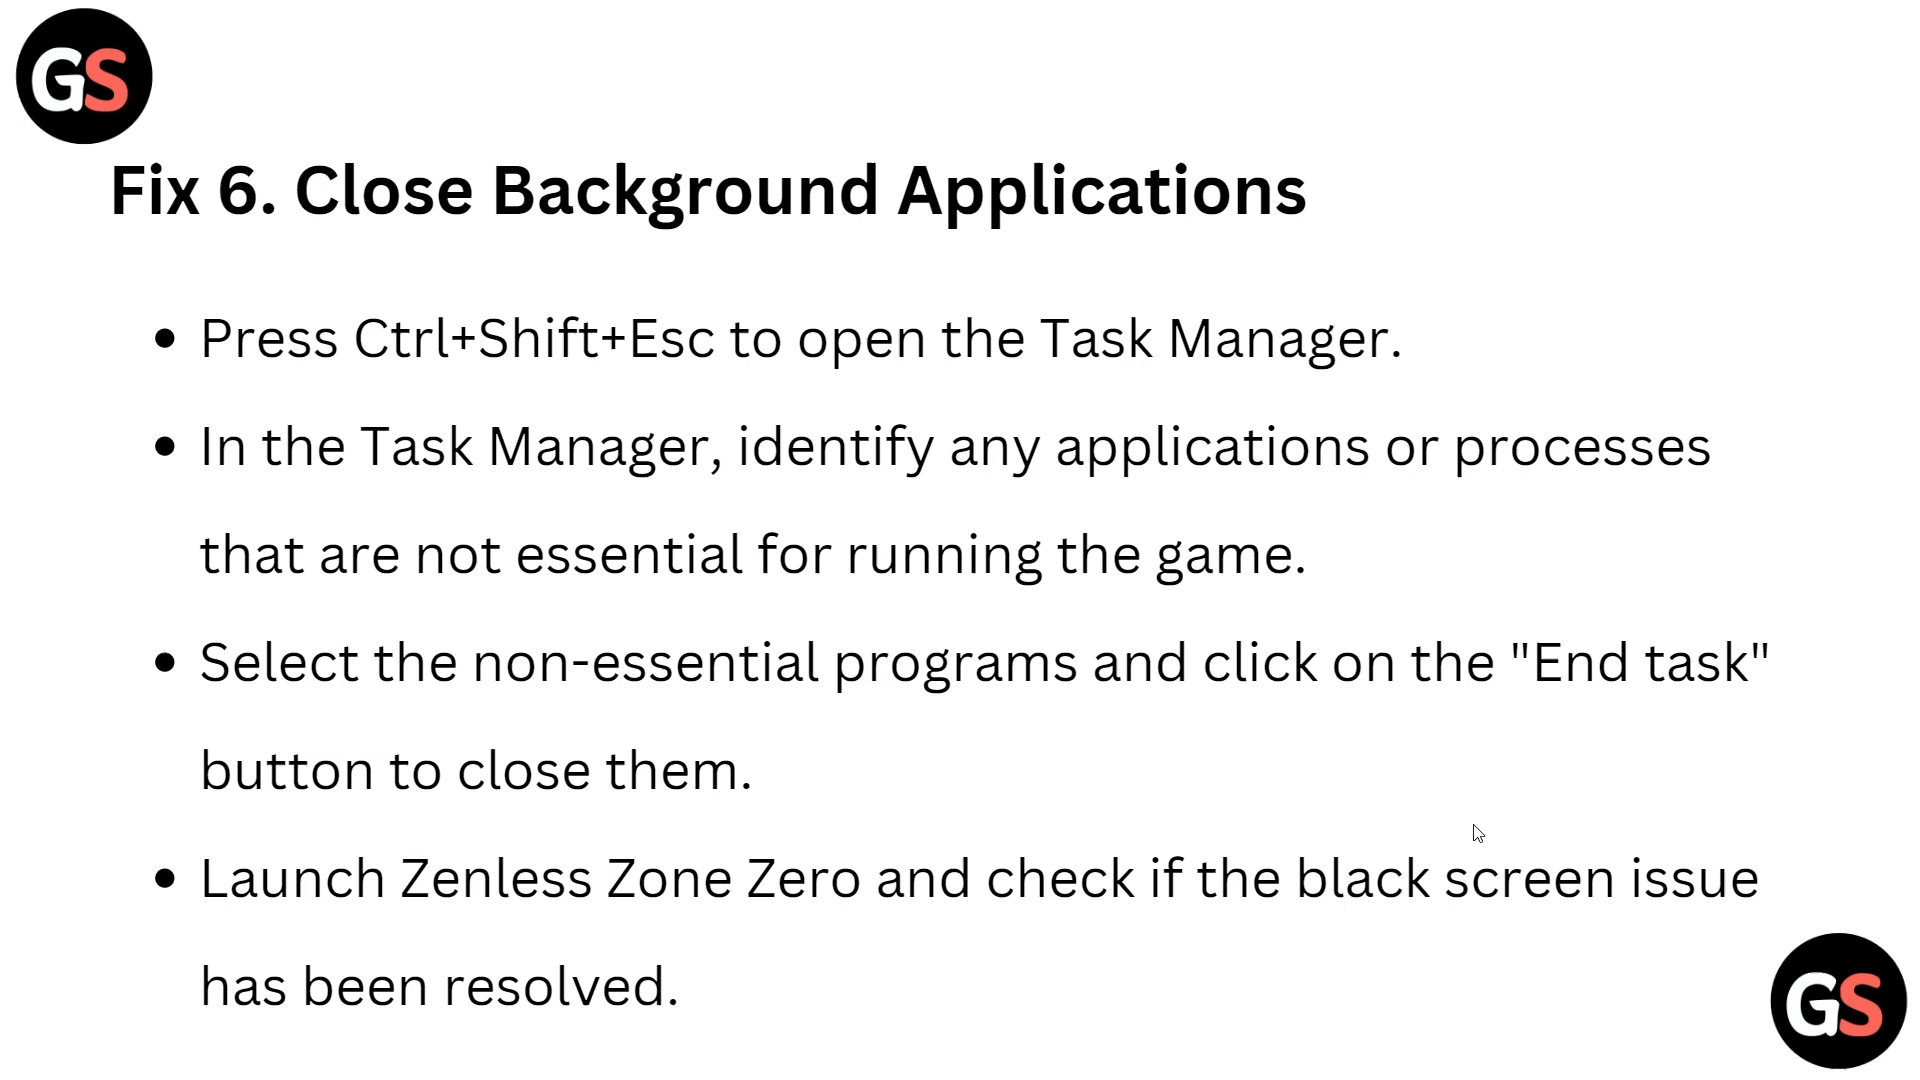 GS
Fix 6. Close Background Applications
• Press Ctrl+Shift+Esc to open the Task Manager.
• In the Task Manager, identify any applications or processes
that are not essential for running the game.
• Select the non-essential programs and click on the "End task"
button to close them.
• Launch Zenless Zone Zero and check if the black screen issue
has been resolved.
GS